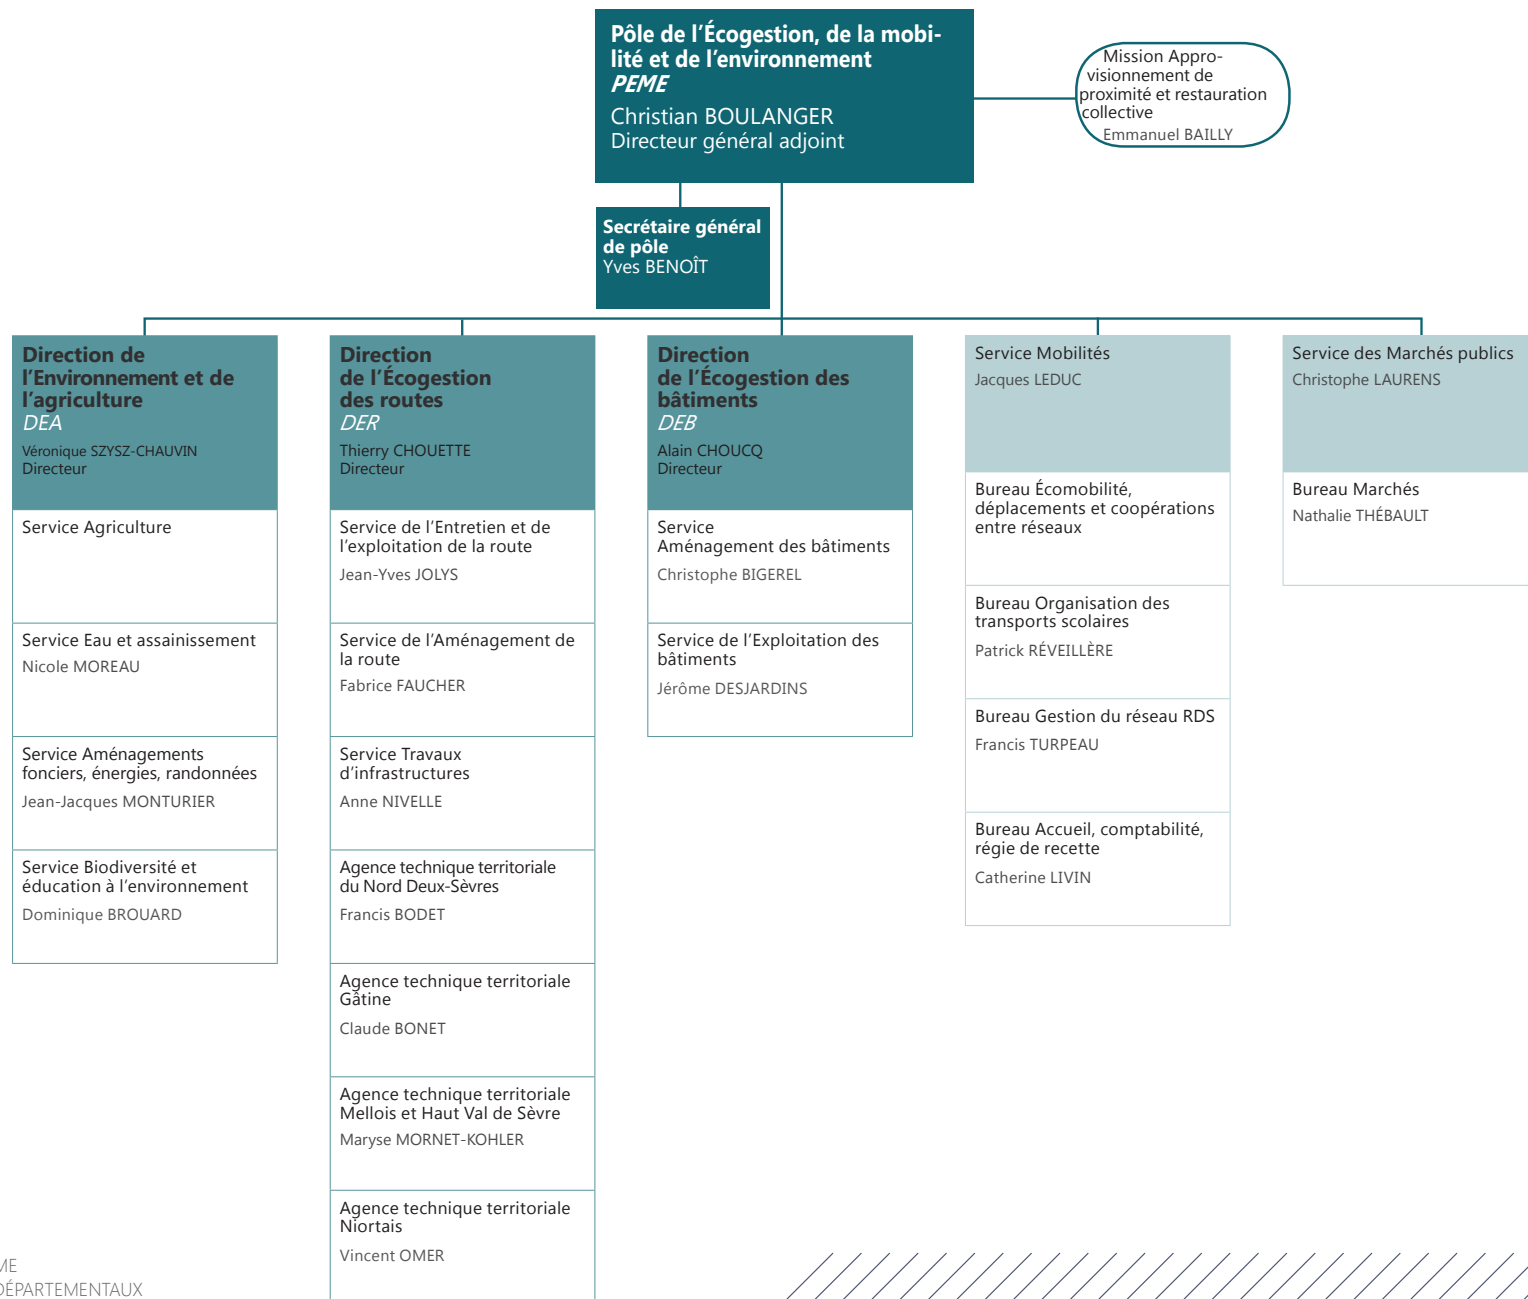 Pôle de l’Écogestion, de la mobi-
lité et de l’environnement
PEME
Christian BOULANGER
Directeur général adjoint
Mission Appro-
visionnement de
proximité et restauration
collective
Emmanuel BAILLY
Secrétaire général
de pôle
Yves BENOÎT
Direction de
l’Environnement et de
l’agriculture
DEA
Véronique SZYSZ-CHAUVIN
Directeur
Service Agriculture
Service Eau et assainissement
Nicole MOREAU
Service Aménagements
fonciers, énergies, randonnées
Jean-Jacques MONTURIER
Service Biodiversité et
éducation à l’environnement
Dominique BROUARD
Direction
de l’Écogestion
des routes
DER
Thierry CHOUETTE
Directeur
Service de l’Entretien et de
l’exploitation de la route
Jean-Yves JOLYS
Service de l’Aménagement de
la route
Fabrice FAUCHER
Service Travaux
d’infrastructures
Anne NIVELLE
Agence technique territoriale
du Nord Deux-Sèvres
Francis BODET
Agence technique territoriale
Gâtine
Claude BONET
Agence technique territoriale
Mellois et Haut Val de Sèvre
Maryse MORNET-KOHLER
Agence technique territoriale
Niortais
Vincent OMER
Direction
de l’Écogestion des
bâtiments
DEB
Alain CHOUCQ
Directeur
Service
Aménagement des bâtiments
Christophe BIGEREL
Service de l’Exploitation des
bâtiments
Jérôme DESJARDINS
Service Mobilités
Jacques LEDUC
Bureau Écomobilité,
déplacements et coopérations
entre réseaux
Bureau Organisation des
transports scolaires
Patrick RÉVEILLÈRE
Bureau Gestion du réseau RDS
Francis TURPEAU
Bureau Accueil, comptabilité,
régie de recette
Catherine LIVIN
Service des Marchés publics
Christophe LAURENS
Bureau Marchés
Nathalie THÉBAULT
ME
DÉPARTEMENTAUX